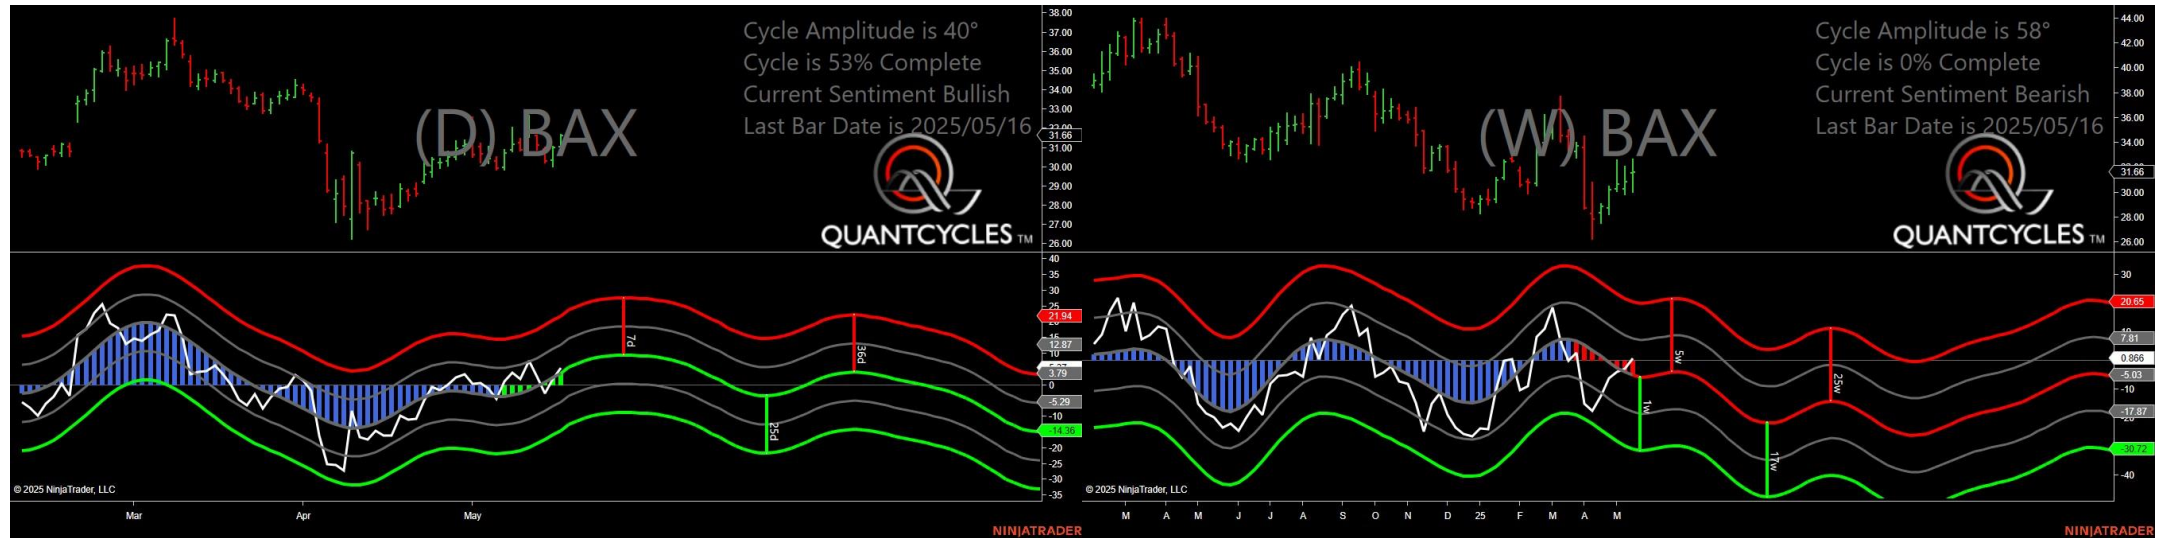 Cycle Amplitude is 40°
Cycle is 53% Complete
Current Sentiment Bullish
Last Bar Date is 2025/05/16
(D) BAX
QUANTCYCLES TM
38.00
37.00
36.00
35.00
34.00
33.00
32.00
31.66
31.00
30.00
29.00
28.00
27.00
26.00
40
35
30
25
21.94
12.87
10
3.79
0
-5.29
-10
-14.36
-20
-25
-30
-35
7d
36d
25d
© 2025 NinjaTrader, LLC
Mar Apr May
NINJATRADER
Cycle Amplitude is 58°
Cycle is 0% Complete
Current Sentiment Bearish
Last Bar Date is 2025/05/16
(W) BAX
QUANTCYCLES TM
44.00
42.00
40.00
38.00
36.00
34.00
31.66
30.00
28.00
26.00
30
20.65
7.81
0.866
-5.03
-10
-17.87
-30.72
-40
5w
25w
1w
17w
© 2025 NinjaTrader, LLC
M A M J J A S O N D 25 F M A M
NINJATRADER